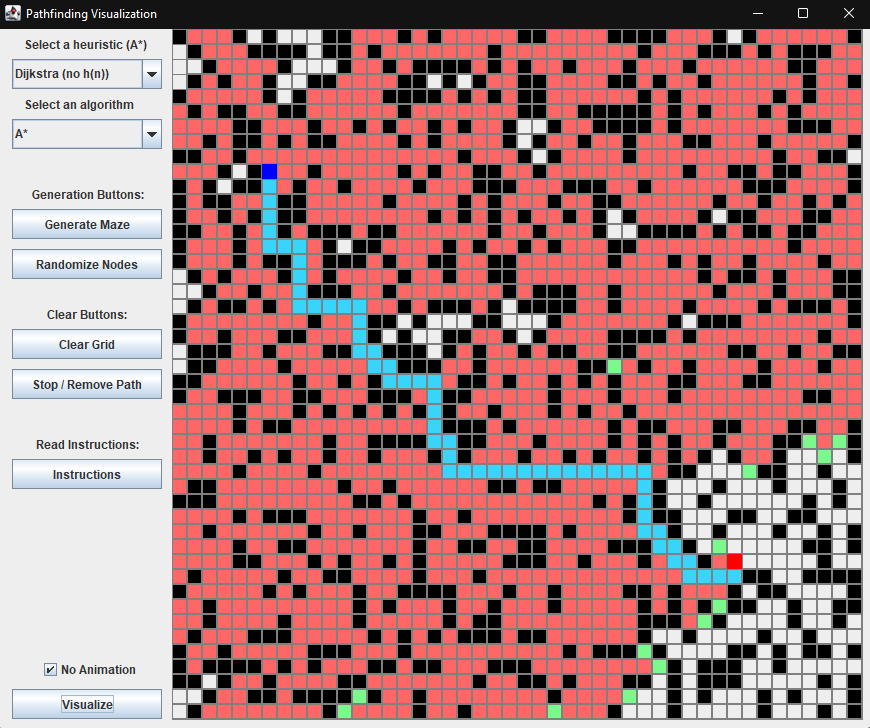 Pathfinding Visualization
Select a heuristic (A*)
Dijkstra (no h(n))
Select an algorithm
A*
Generation Buttons:
Generate Maze
Randomize Nodes
Clear Buttons:
Clear Grid
Stop / Remove Path
Read Instructions:
Instructions
No Animation
Visualize